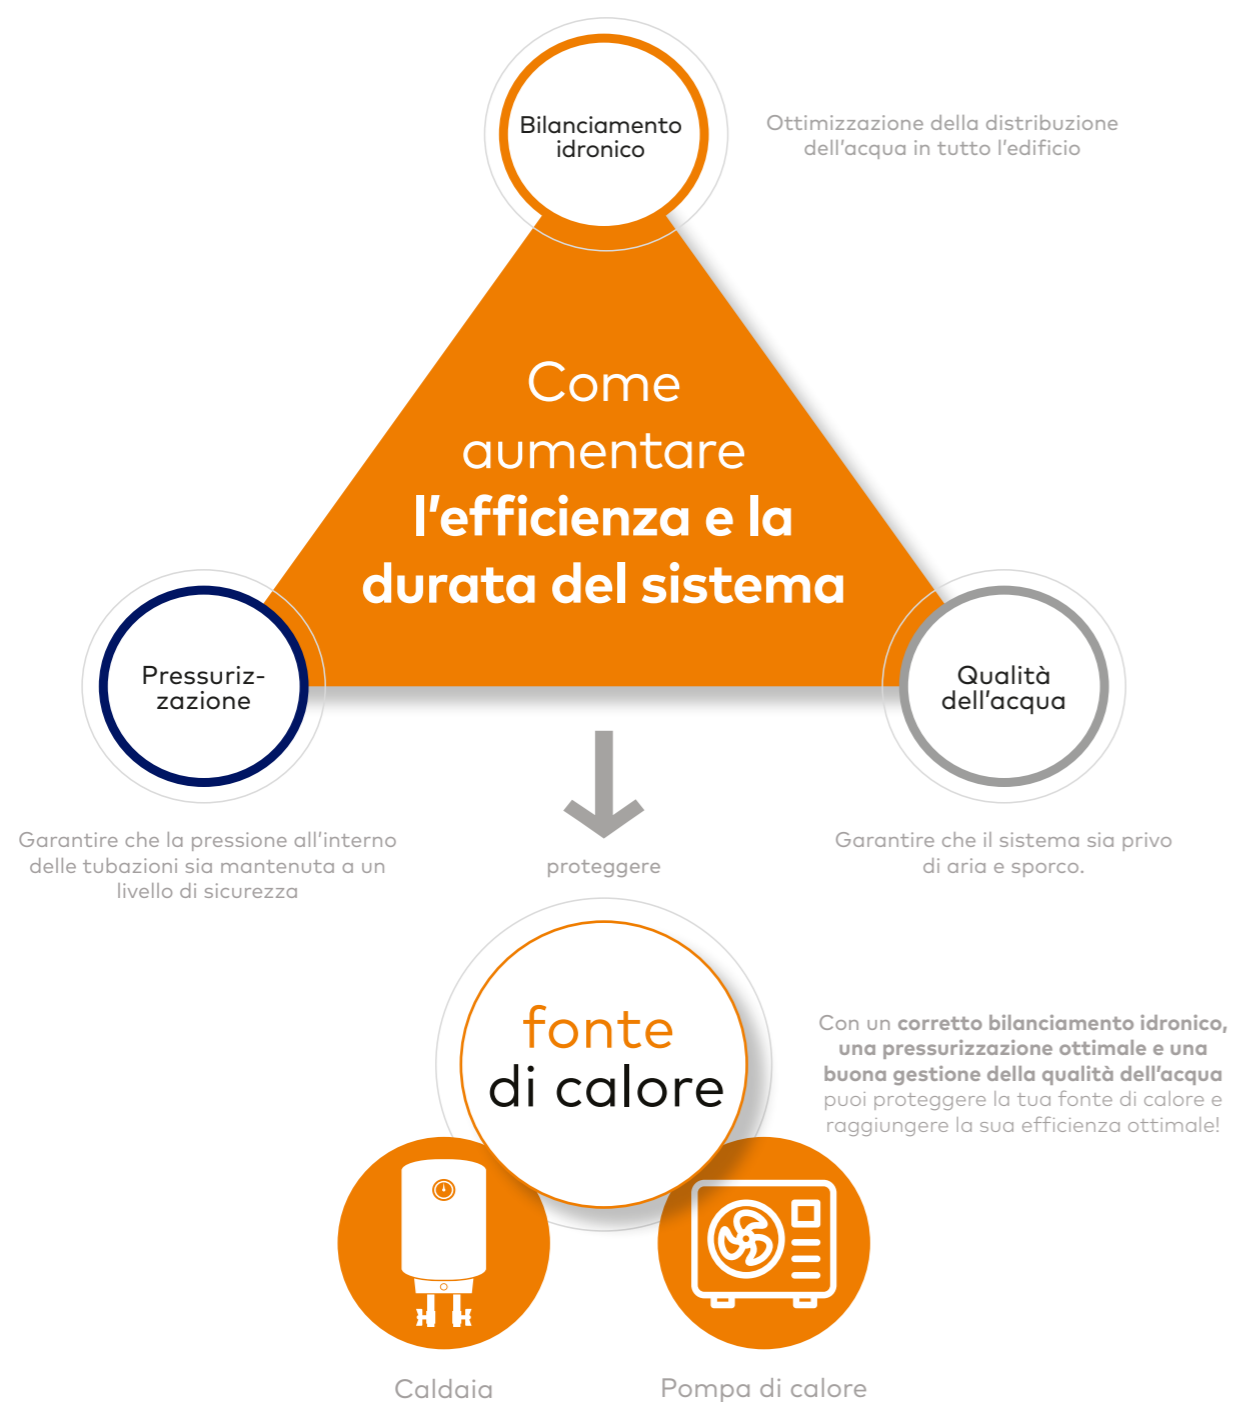 Bilanciamento
idronico
Ottimizzazione della distribuzione
dell'acqua in tutto l'edificio
Come
aumentare
l'efficienza e la
durata del sistema
Pressuriz-
zazione
Qualità
dell'acqua
Garantire che la pressione all'interno
delle tubazioni sia mantenuta a un
livello di sicurezza
proteggere
Garantire che il sistema sia privo
di aria e sporco.
fonte
di calore
Con un corretto bilanciamento idronico,
una pressurizzazione ottimale e una
buona gestione della qualità dell'acqua
puoi proteggere la tua fonte di calore e
raggiungere la sua efficienza ottimale!
Caldaia
Pompa di calore